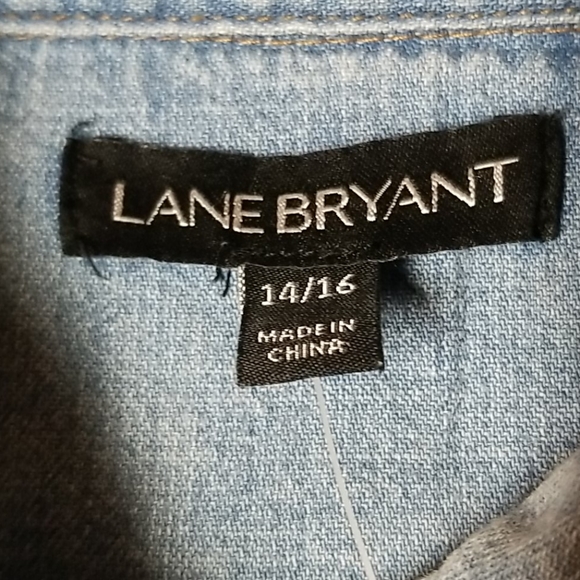 LANE BRYANT
14/16
MADE IN
CHINA